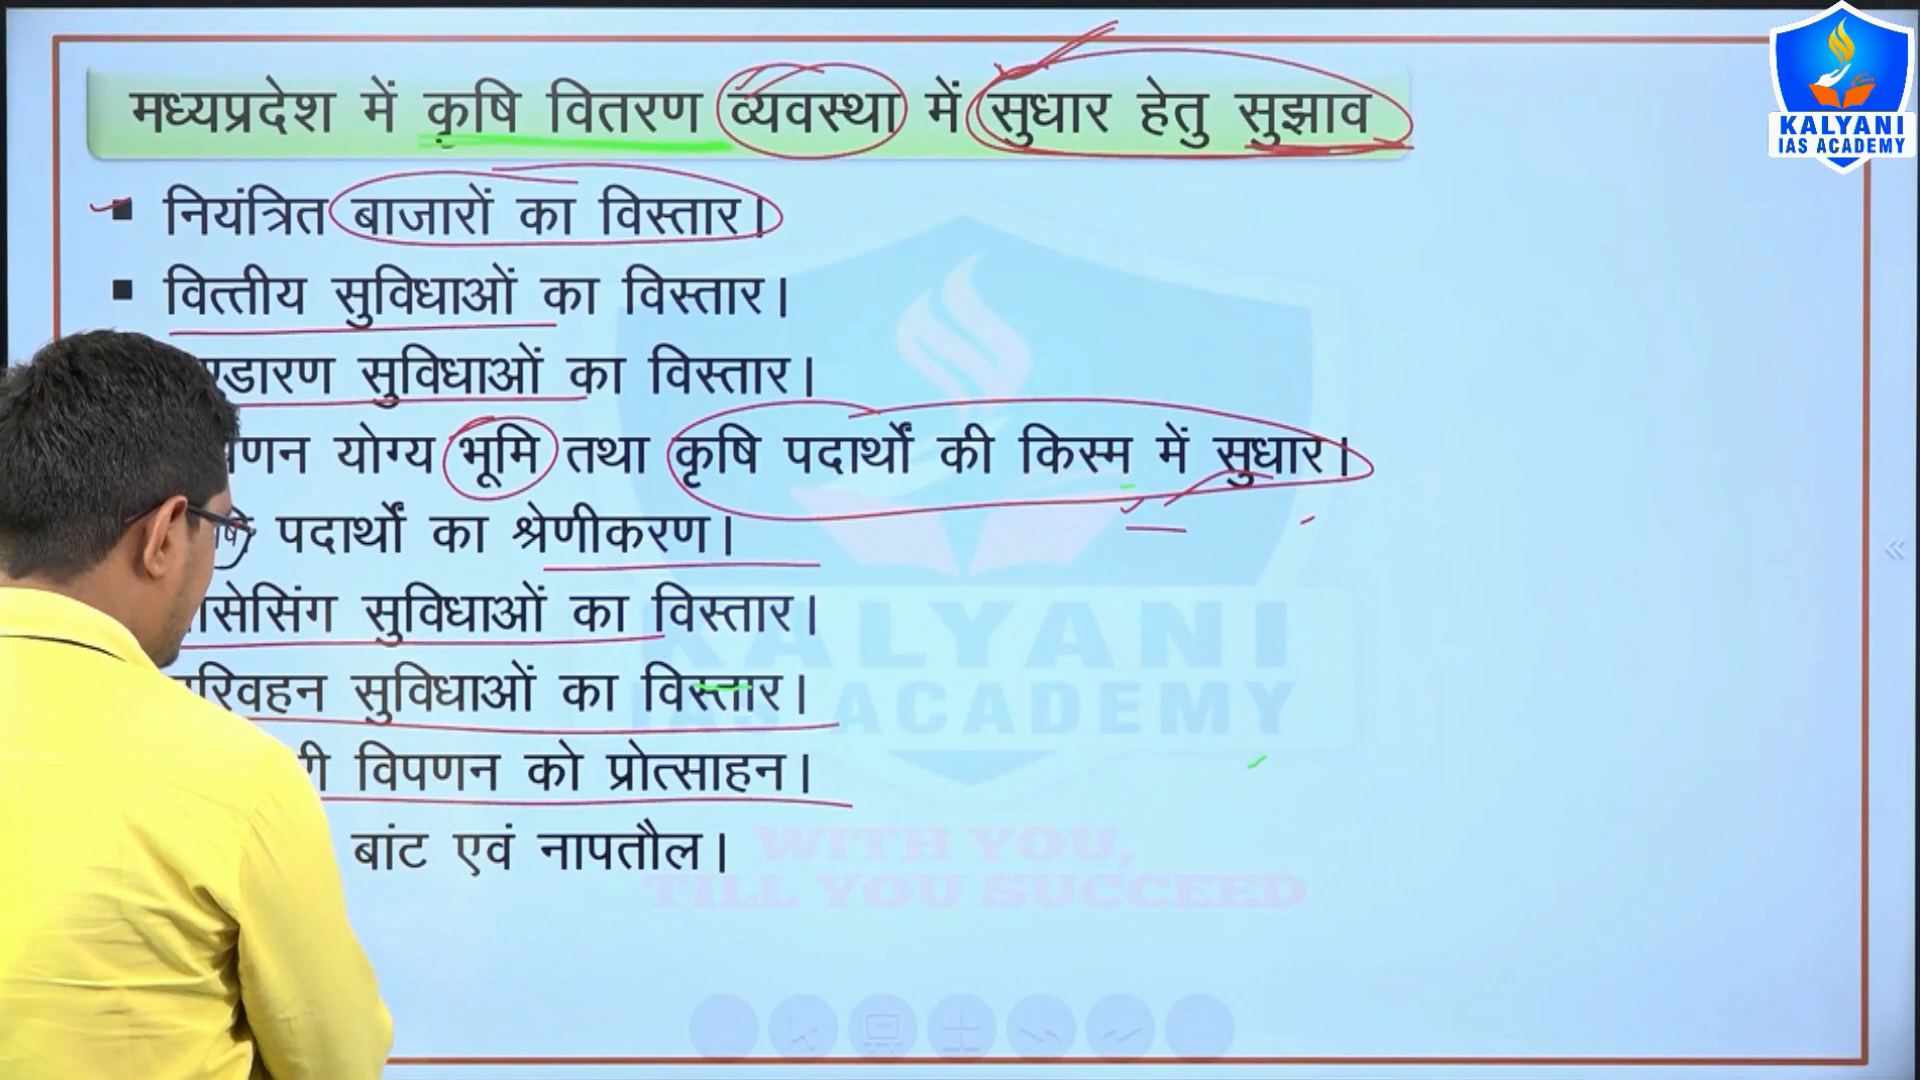 KALYANI
IAS ACADEMY
मध्यप्रदेश में कृषि वितरण व्यवस्था में सुधार हेतु सुझाव
▪ नियंत्रित बाजारों का विस्तार।
▪ वित्तीय सुविधाओं का विस्तार।
सुविधाओं का विस्तार।
योग्य भूमि तथा कृषि पदार्थों की किस्म में सुधार।
पदार्थों का श्रेणीकरण।
सुविधाओं का विस्तार।
सुविधाओं का विस्तार।
विपणन को प्रोत्साहन।
बांट एवं नापतौल।
KALYANI
IAS ACADEMY
WITH YOU,
TILL YOU SUCCEED